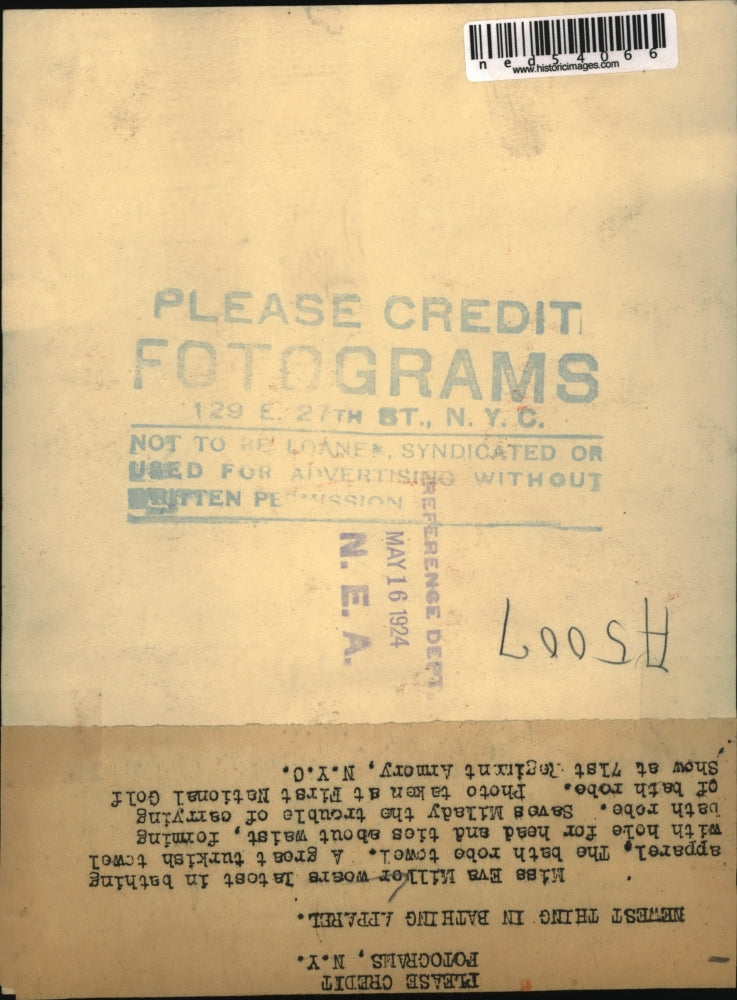 ned54066
www.historicimages.com
PLEASE CREDIT
FOTOGRAMS
129 E. 27TH ST., N. Y. C.
NOT TO BE LOANED, SYNDICATED OR
USED FOR ADVERTISING WITHOUT
WRITTEN PERMISSION
REFERENCE DEPT.
MAY 16 1924
N. E. A.
A5007
PLEASE CREDIT
FOTOGRAMS, N.Y.
NEWEST THING IN BATHING APPAREL.
Miss Eva Miller wears latest in bathing
apparel. The bath robe towel. A great turkish towel
with hole for head and ties about waist, forming
bath robe. Saves Milady the trouble of carrying
of bath robe. Photo taken at First National Golf
Show at 71st Regiment Armory, N.Y.C.